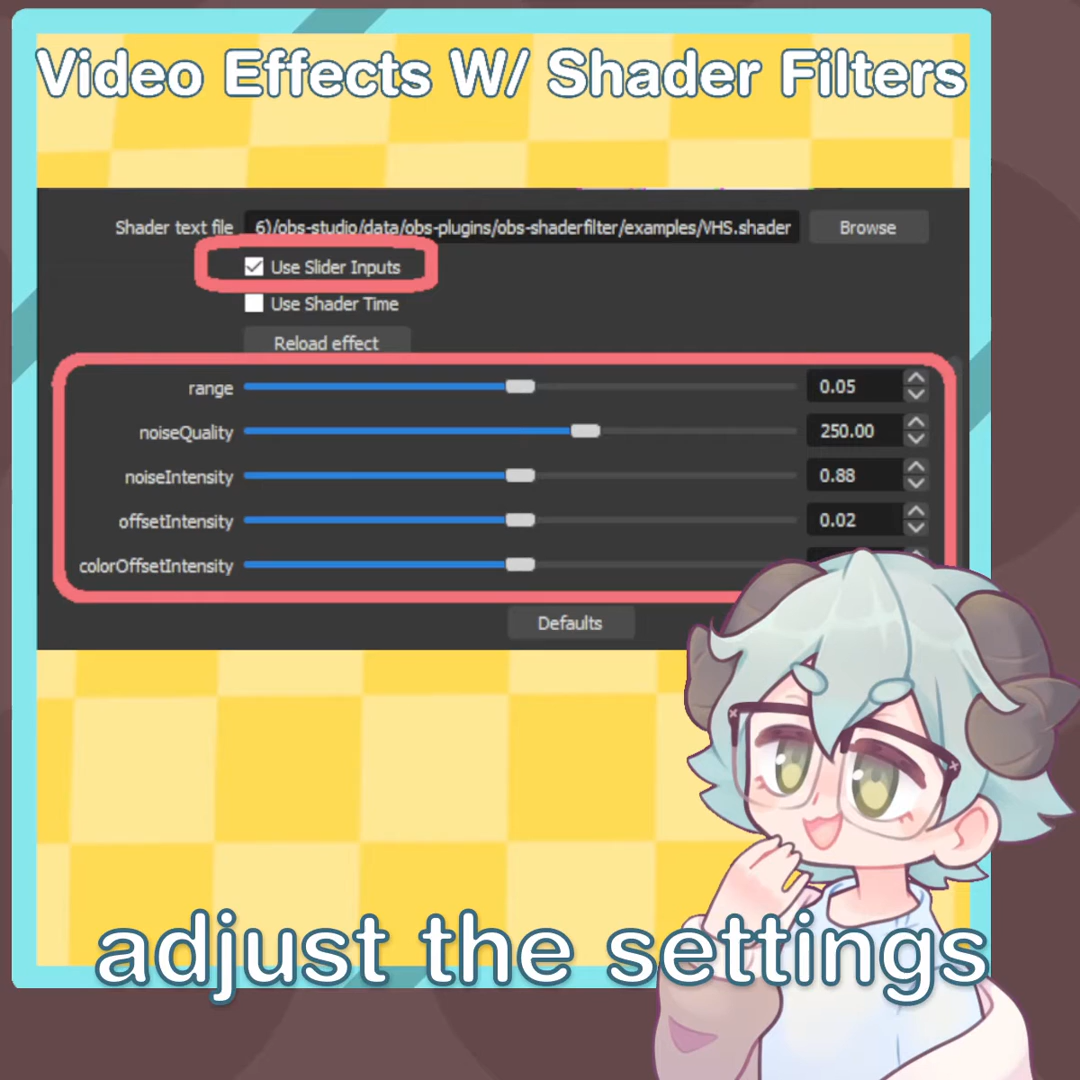 Video Effects W/ Shader Filters
Shader text file 6)/obs-studio/data/obs-plugins/obs-shaderfilter/examples/VHS.shader Browse
Use Slider Inputs
Use Shader Time
Reload effect
range 0.05
noiseQuality 250.00
noiseIntensity 0.88
offsetIntensity 0.02
colorOffsetIntensity
Defaults
adjust the settings